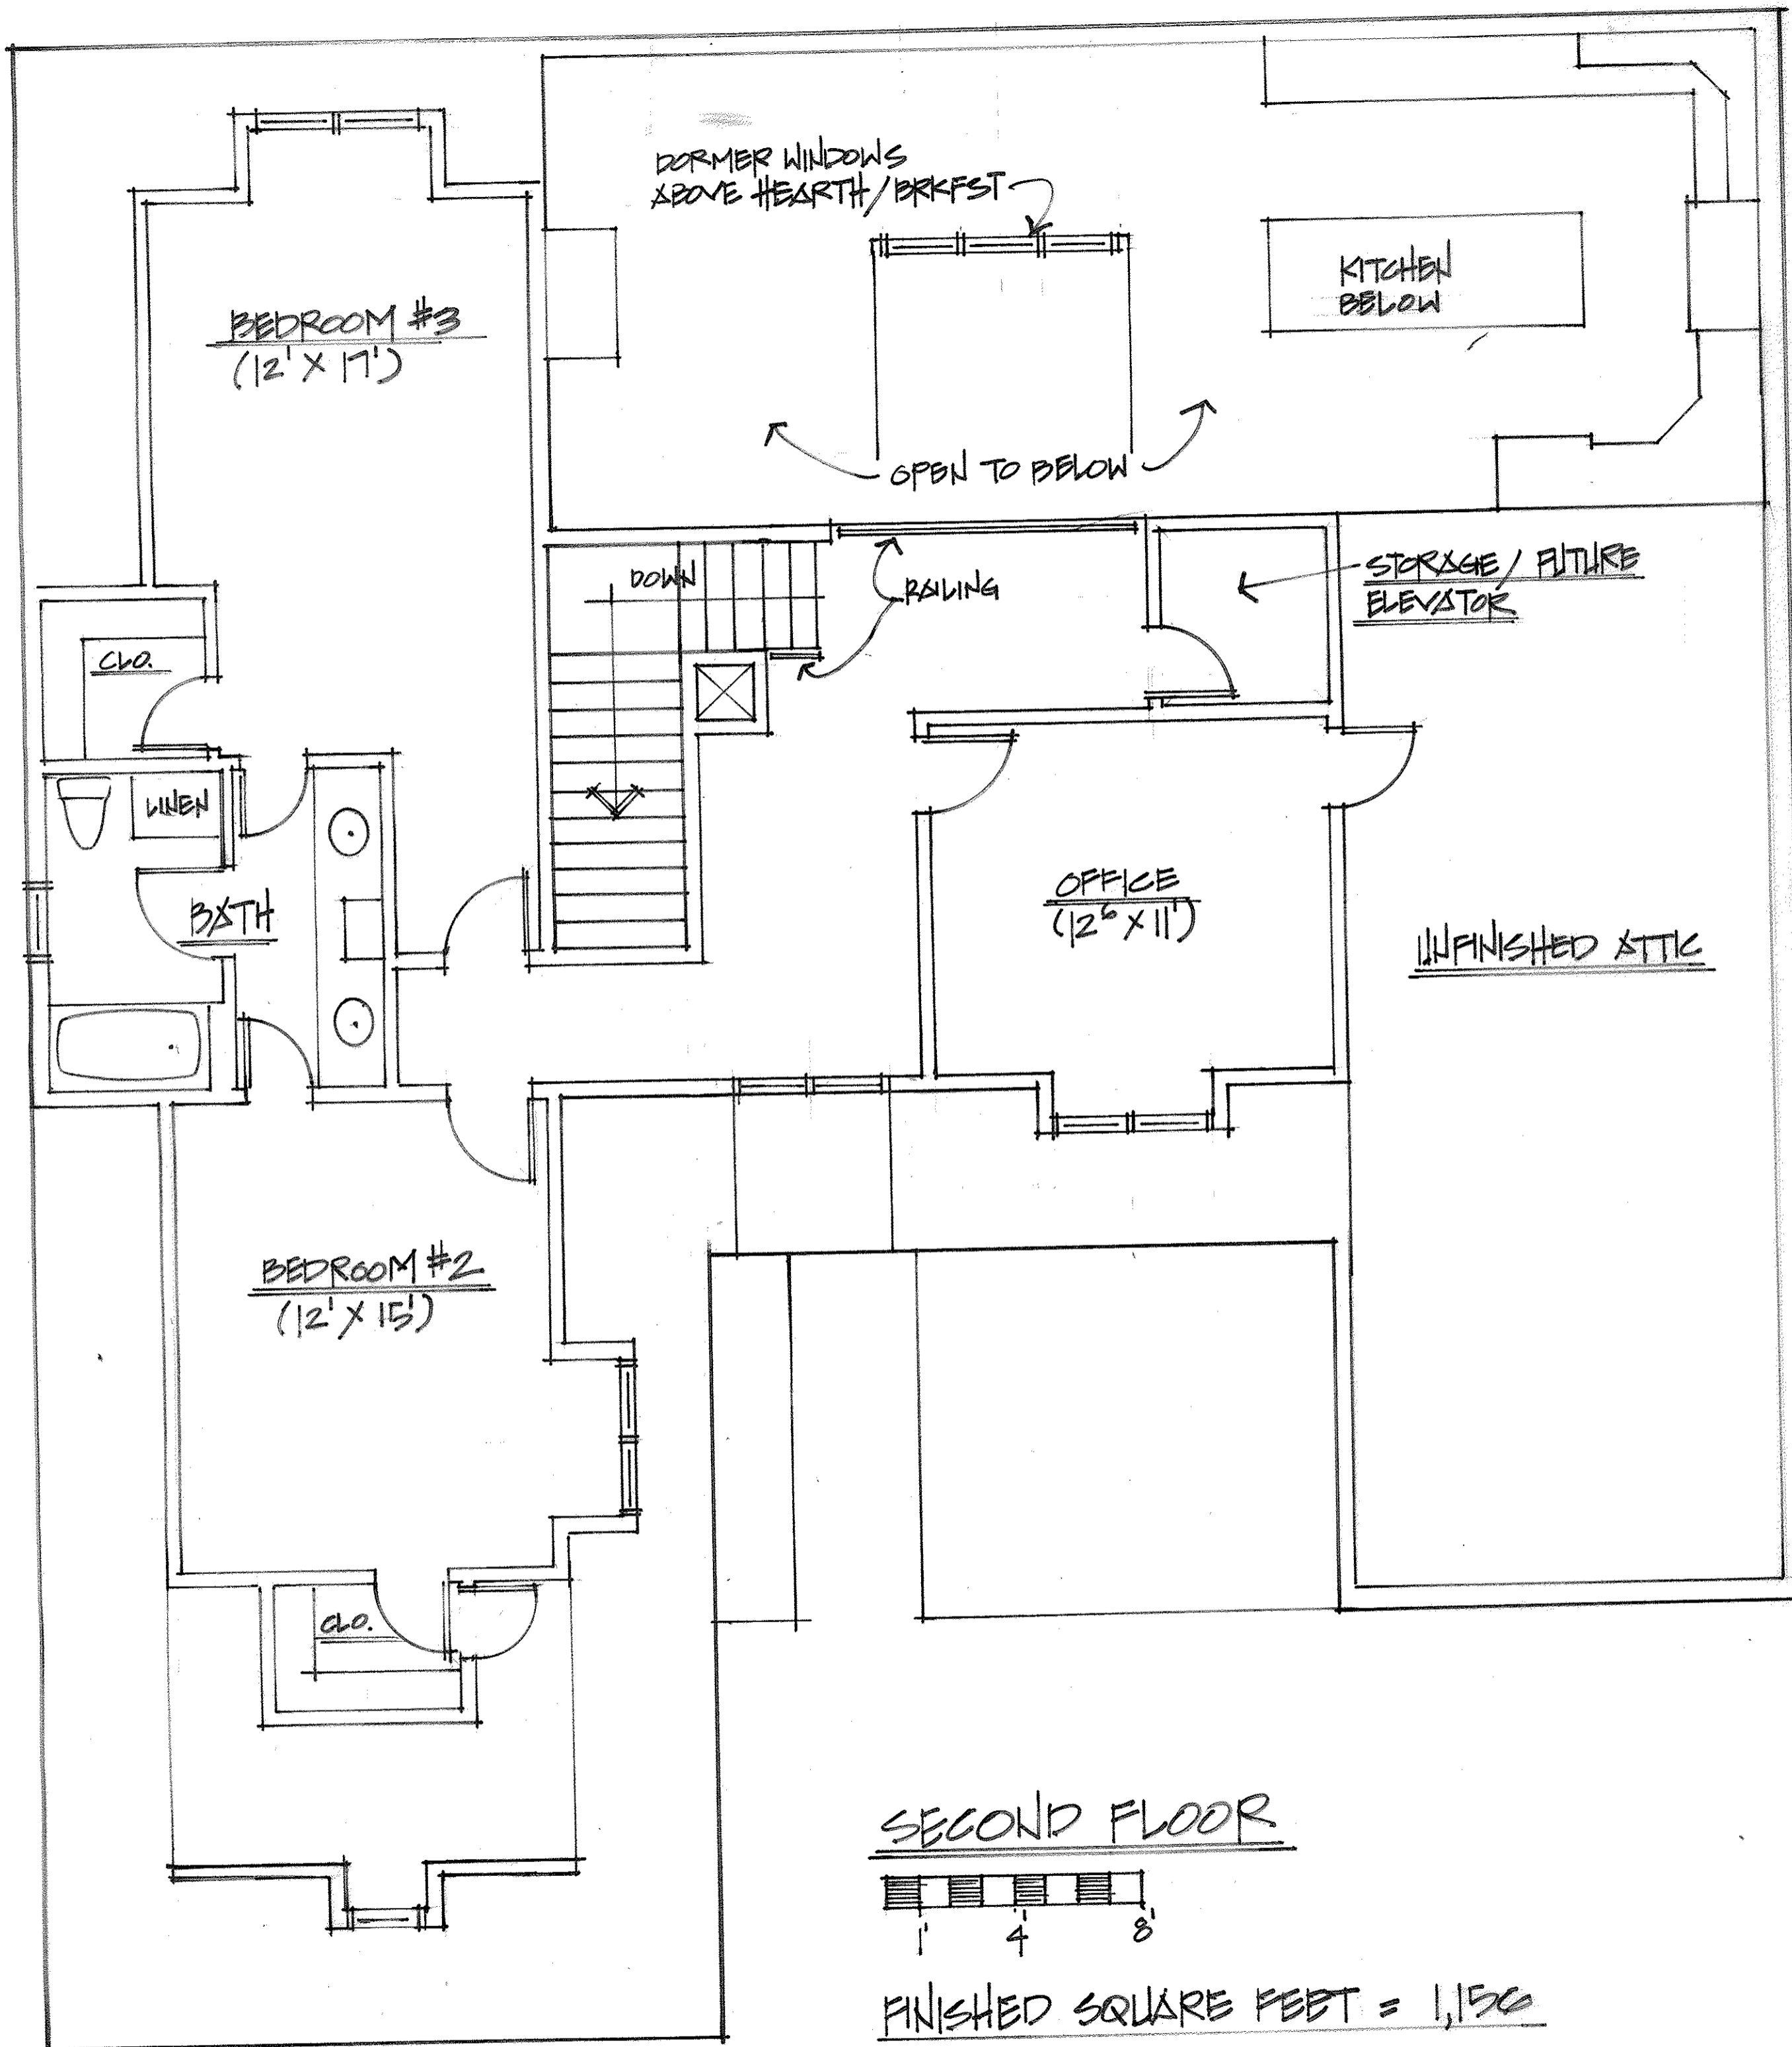 DORMER WINDOWS
ABOVE HEARTH/BRKFST
KITCHEN
BELOW
BEDROOM #3
(12' X 17')
OPEN TO BELOW
DOWN
RAILING
STORAGE/FUTURE
ELEVATOR
CLO.
LINEN
BATH
OFFICE
(12⁶ X 11')
UNFINISHED ATTIC
BEDROOM #2
(12' X 15')
CLO.
SECOND FLOOR
1' 4' 8'
FINISHED SQUARE FEET = 1,156